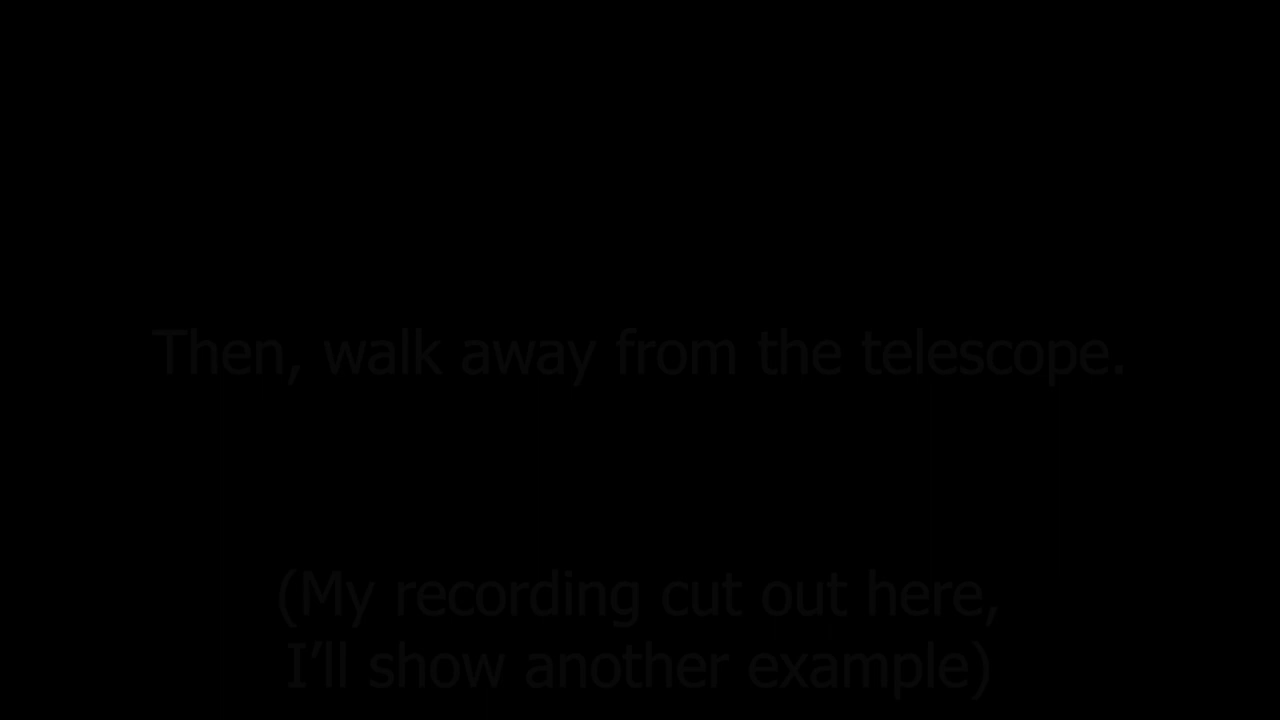 Then, walk away from the telescope.
(My recording cut out here,
I’ll show another example)